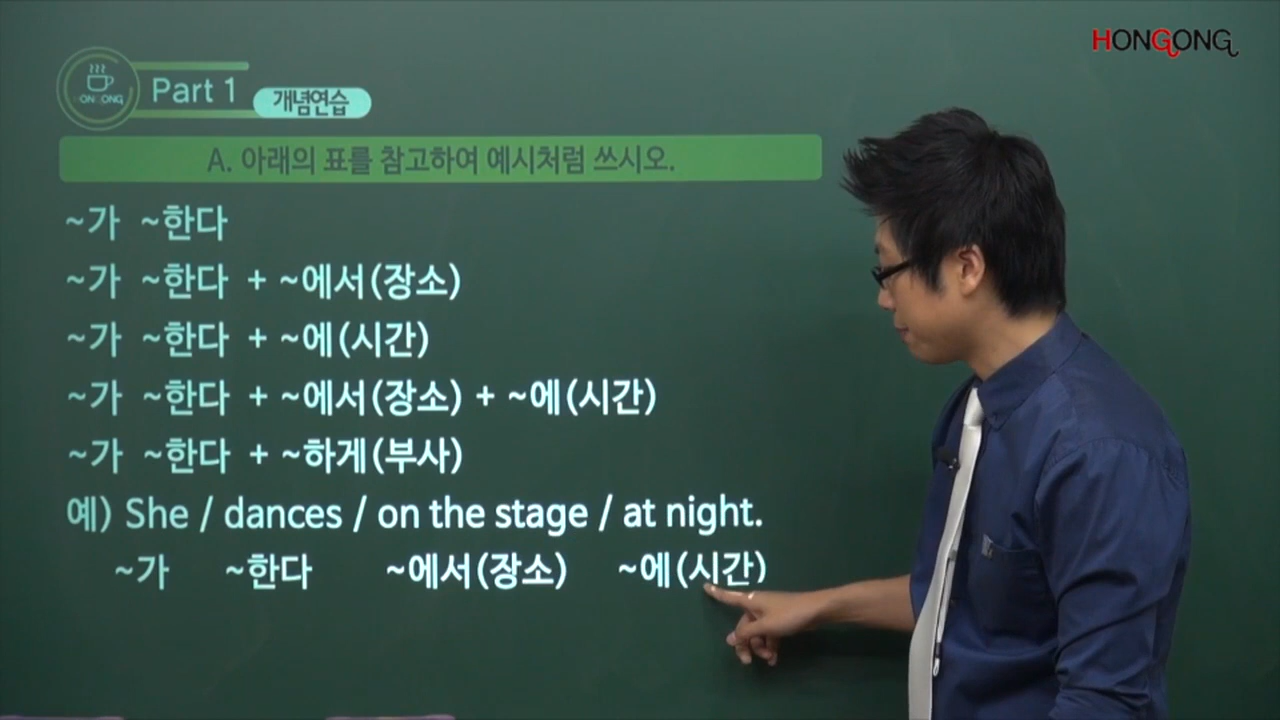 HONGONG
Part 1
개념연습
A. 아래의 표를 참고하여 예시처럼 쓰시오.
~가 ~한다
~가 ~한다 + ~에서(장소)
~가 ~한다 + ~에(시간)
~가 ~한다 + ~에서(장소) + ~에(시간)
~가 ~한다 + ~하게(부사)
예) She / dances / on the stage / at night.
~가 ~한다 ~에서(장소) ~에(시간)